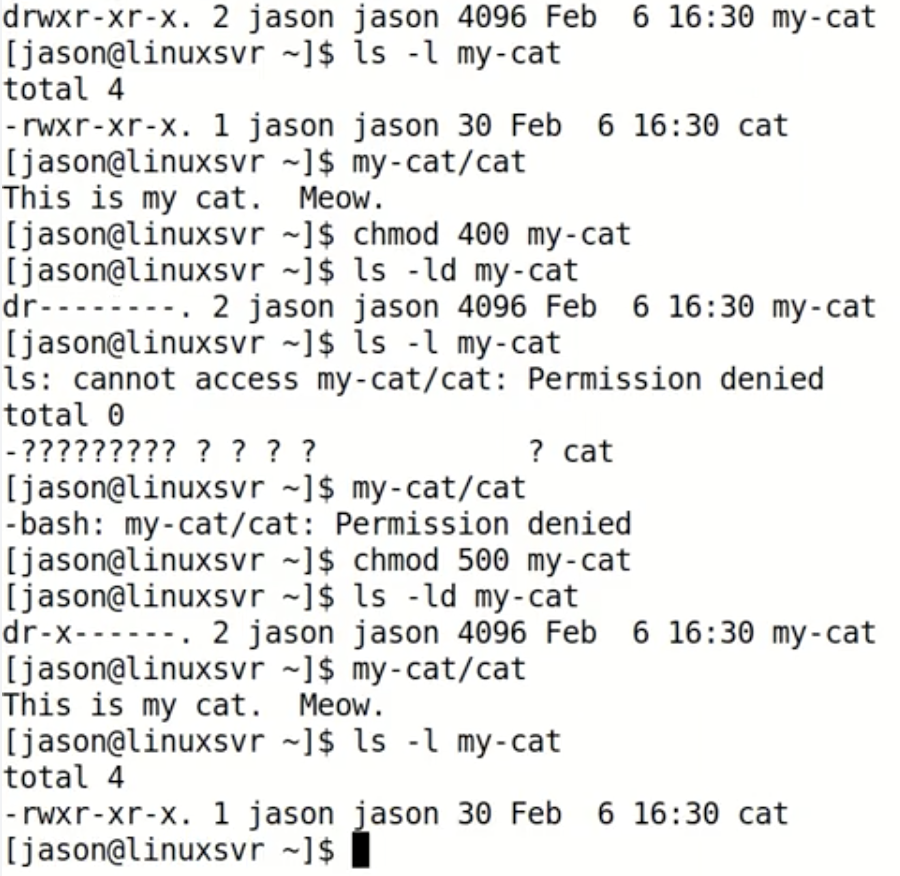 drwxr-xr-x. 2 jason jason 4096 Feb  6 16:30 my-cat
[jason@linuxsvr ~]$ ls -l my-cat
total 4
-rwxr-xr-x. 1 jason jason 30 Feb  6 16:30 cat
[jason@linuxsvr ~]$ my-cat/cat
This is my cat.  Meow.
[jason@linuxsvr ~]$ chmod 400 my-cat
[jason@linuxsvr ~]$ ls -ld my-cat
dr--------. 2 jason jason 4096 Feb  6 16:30 my-cat
[jason@linuxsvr ~]$ ls -l my-cat
ls: cannot access my-cat/cat: Permission denied
total 0
-????????? ? ? ? ?            ? cat
[jason@linuxsvr ~]$ my-cat/cat
-bash: my-cat/cat: Permission denied
[jason@linuxsvr ~]$ chmod 500 my-cat
[jason@linuxsvr ~]$ ls -ld my-cat
dr-x------. 2 jason jason 4096 Feb  6 16:30 my-cat
[jason@linuxsvr ~]$ my-cat/cat
This is my cat.  Meow.
[jason@linuxsvr ~]$ ls -l my-cat
total 4
-rwxr-xr-x. 1 jason jason 30 Feb  6 16:30 cat
[jason@linuxsvr ~]$